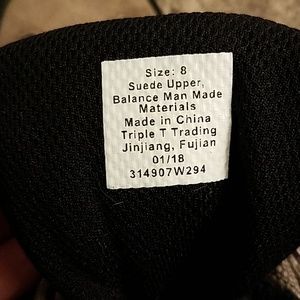 Size: 8
Suede Upper,
Balance Man Made
Materials
Made in China
Triple T Trading
Jinjiang, Fujian
01/18
314907W294